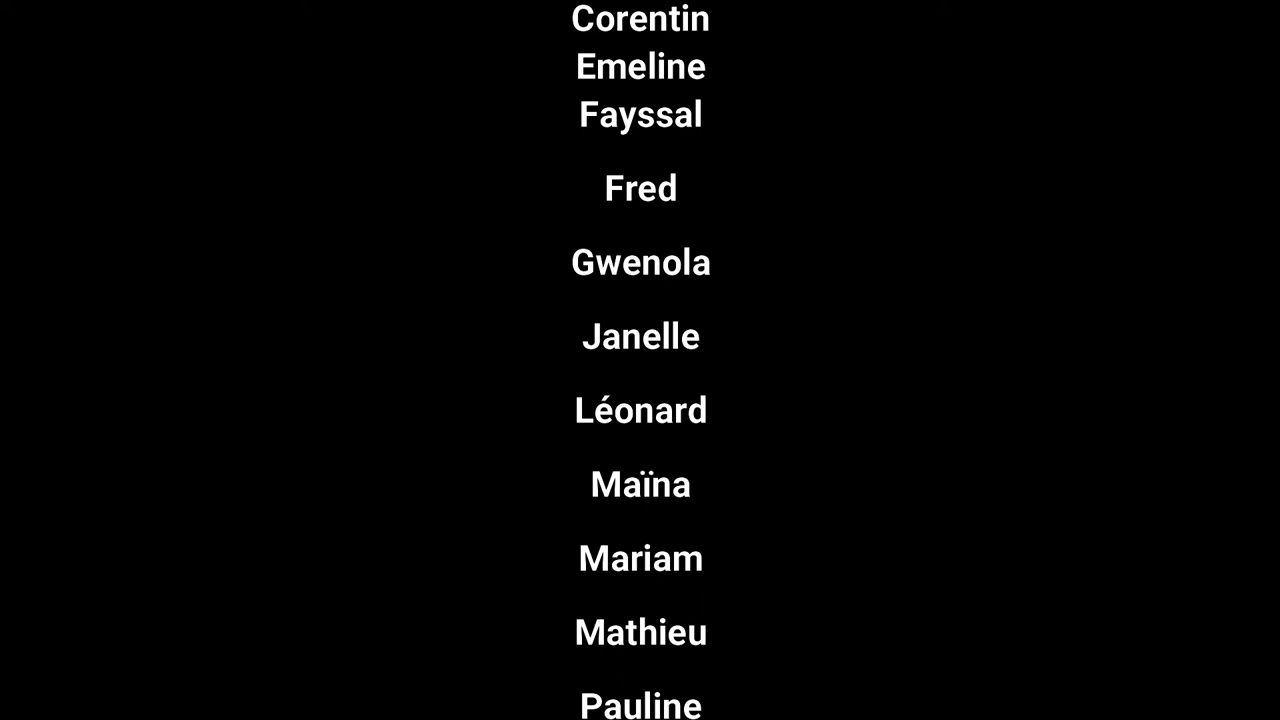 Corentin
Emeline
Fayssal
Fred
Gwenola
Janelle
Léonard
Maïna
Mariam
Mathieu
Pauline